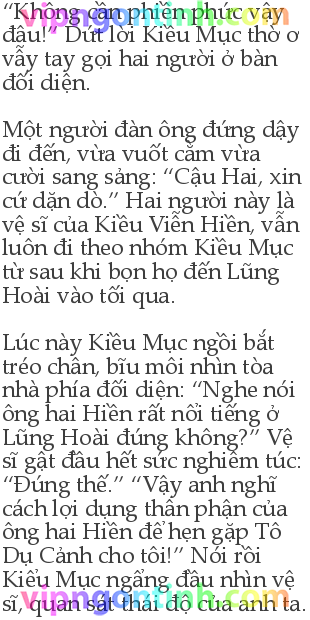 “Không cần phiền phức vậy
đâu!” Dứt lời Kiều Mục thờ ơ
vẫy tay gọi hai người ở bàn
đối diện.
Một người đàn ông đứng dậy
đi đến, vừa vuốt cằm vừa
cười sang sảng: “Cậu Hai, xin
cứ dặn dò.” Hai người này là
vệ sĩ của Kiều Viễn Hiền, vẫn
luôn đi theo nhóm Kiều Mục
từ sau khi bọn họ đến Lũng
Hoài vào tối qua.
Lúc này Kiều Mục ngồi bắt
tréo chân, bĩu môi nhìn tòa
nhà phía đối diện: “Nghe nói
ông hai Hiền rất nổi tiếng ở
Lũng Hoài đúng không?” Vệ
sĩ gật đầu hết sức nghiêm túc:
“Đúng thế.” “Vậy anh nghĩ
cách lợi dụng thân phận của
ông hai Hiền để hẹn gặp Tô
Dụ Cảnh cho tôi!” Nói rồi
Kiểu Mục ngẩng đầu nhìn vệ
sĩ, quan sát thái độ của anh ta.
vipngontinh.com
vipngontinh.com